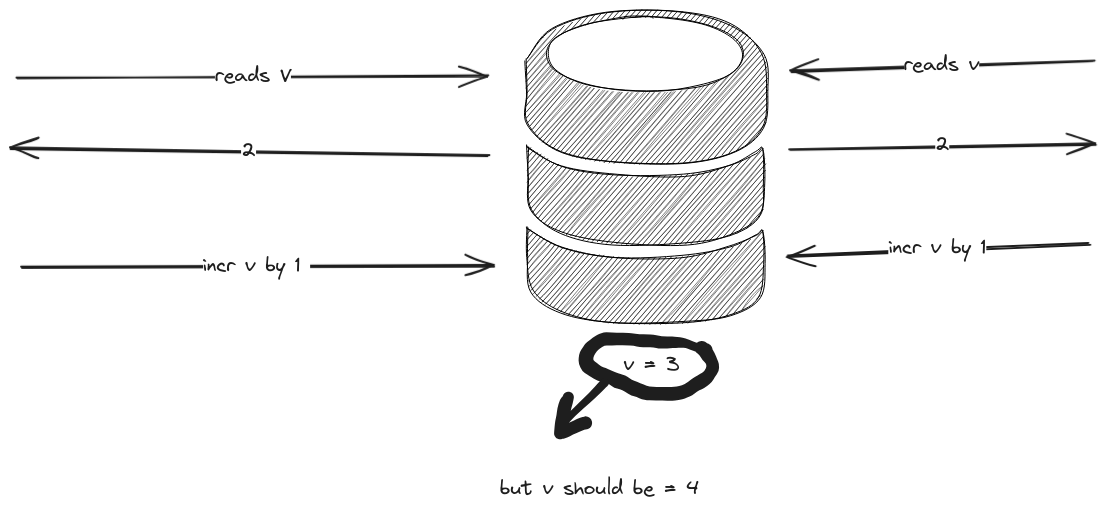 reads V
reads v
2
2
incr v by 1
incr v by 1
v = 3
but v should be = 4